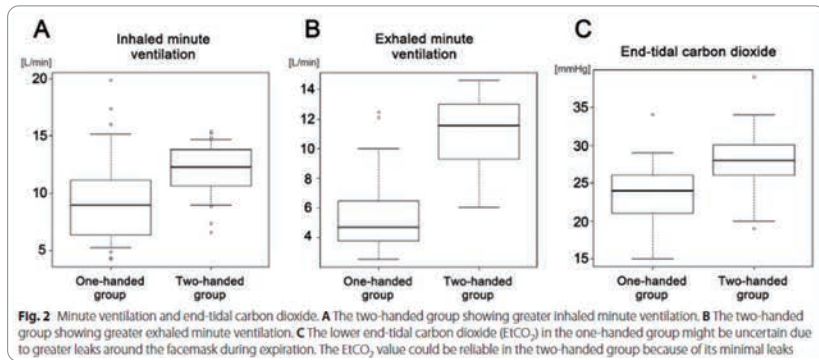 A
Inhaled minute
ventilation
[L/min]
20
15
10
5
One-handed
group
Two-handed
group
B
Exhaled minute
ventilation
[L/min]
14
12
10
8
6
4
One-handed
group
Two-handed
group
C
End-tidal carbon dioxide
[mmHg]
35
30
25
20
15
One-handed
group
Two-handed
group
Fig. 2 Minute ventilation and end-tidal carbon dioxide. A The two-handed group showing greater inhaled minute ventilation. B The two-handed
group showing greater exhaled minute ventilation. C The lower end-tidal carbon dioxide (EtCO₂) in the one-handed group might be uncertain due
to greater leaks around the facemask during expiration. The EtCO₂ value could be reliable in the two-handed group because of its minimal leaks